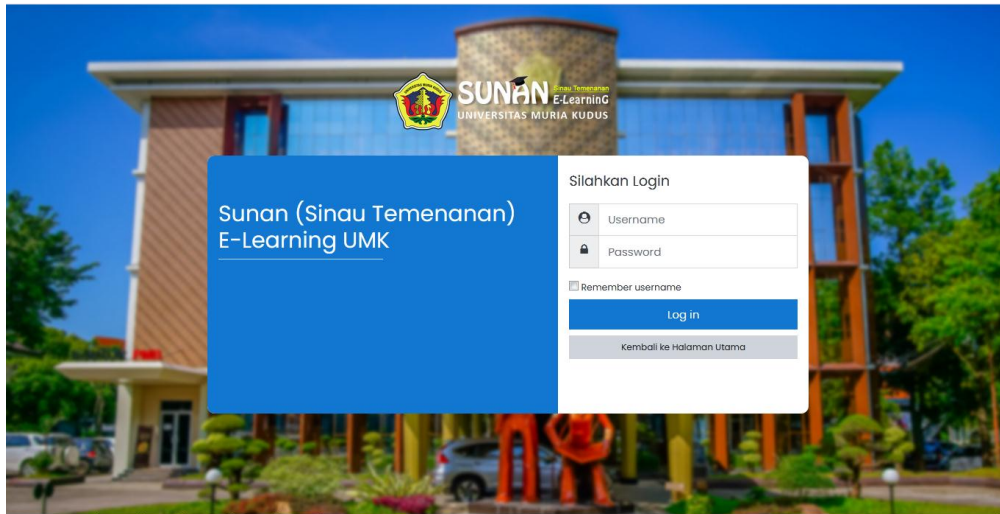 SUNAN Sinau Temenanan
E-LearninG
UNIVERSITAS MURIA KUDUS
Sunan (Sinau Temenanan)
E-Learning UMK
Silahkan Login
Username
Password
Remember username
Log in
Kembali ke Halaman Utama